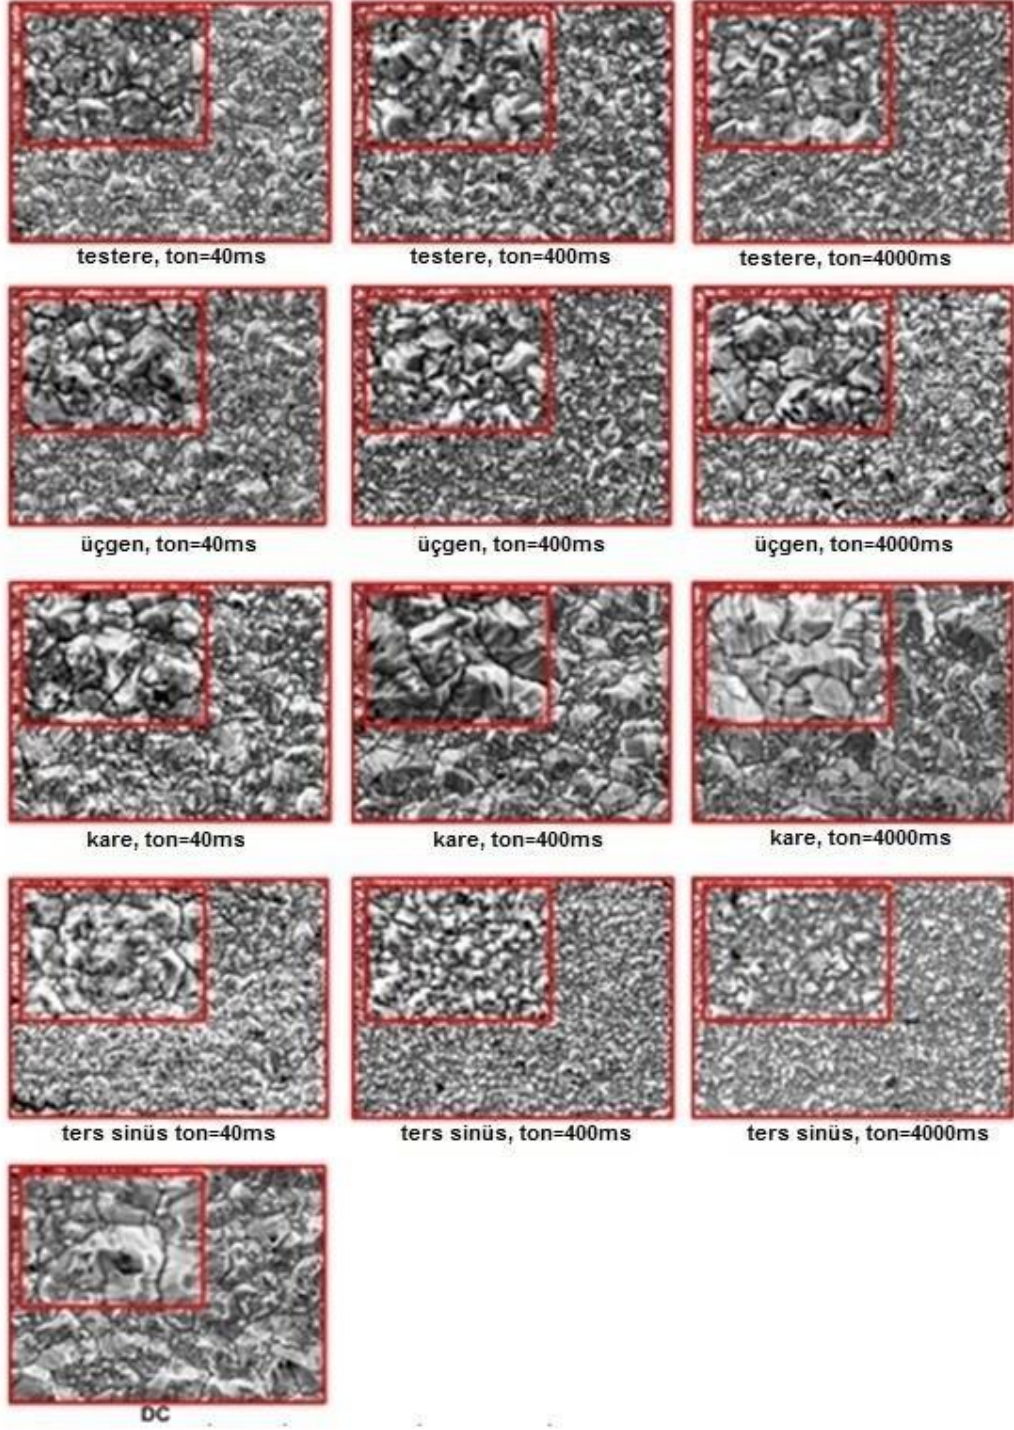 testere, ton=40ms
testere, ton=400ms
testere, ton=4000ms
üçgen, ton=40ms
üçgen, ton=400ms
üçgen, ton=4000ms
kare, ton=40ms
kare, ton=400ms
kare, ton=4000ms
ters sinüs ton=40ms
ters sinüs, ton=400ms
ters sinüs, ton=4000ms
DC